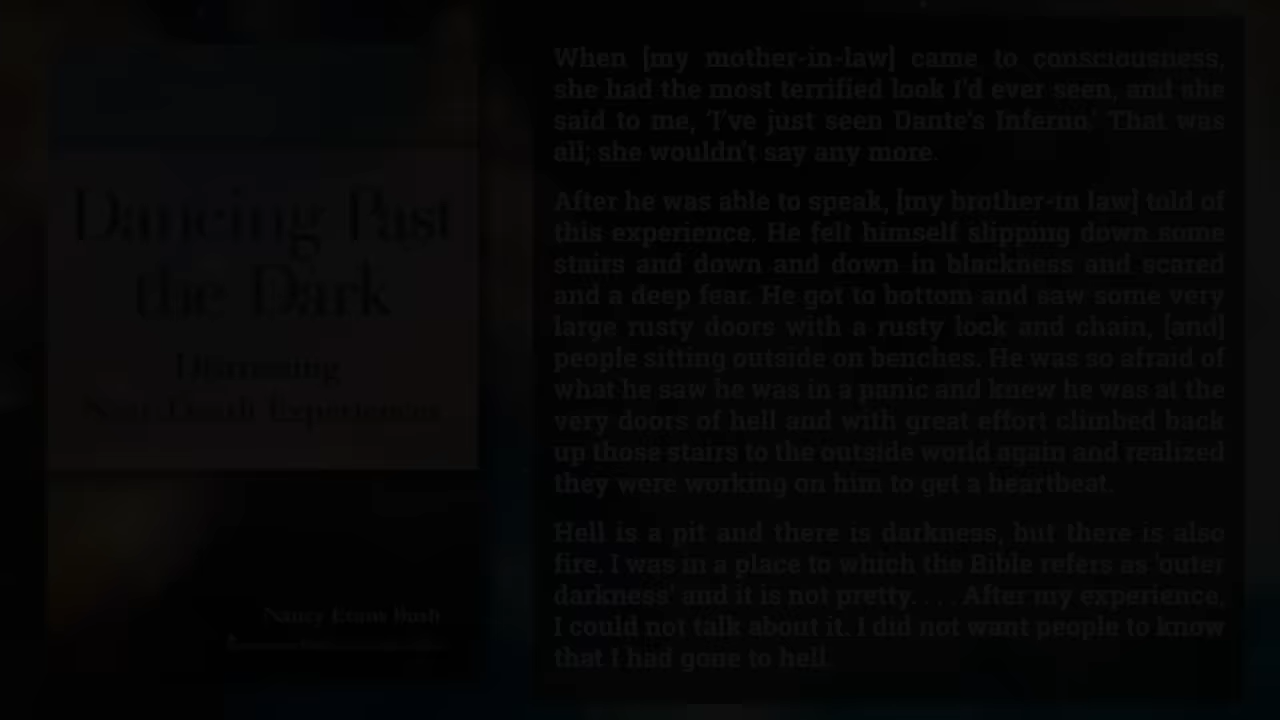 Dancing Past
the Dark
Distressing
Near-Death Experiences
Nancy Evans Bush
When [my mother-in-law] came to consciousness,
she had the most terrified look I'd ever seen, and she
said to me, 'I've just seen Dante's Inferno.' That was
all; she wouldn't say any more.
After he was able to speak, [my brother-in law] told of
this experience. He felt himself slipping down some
stairs and down and down in blackness and scared
and a deep fear. He got to bottom and saw some very
large rusty doors with a rusty lock and chain, [and]
people sitting outside on benches. He was so afraid of
what he saw he was in a panic and knew he was at the
very doors of hell and with great effort climbed back
up those stairs to the outside world again and realized
they were working on him to get a heartbeat.
Hell is a pit and there is darkness, but there is also
fire. I was in a place to which the Bible refers as 'outer
darkness' and it is not pretty. . . . After my experience,
I could not talk about it. I did not want people to know
that I had gone to hell.